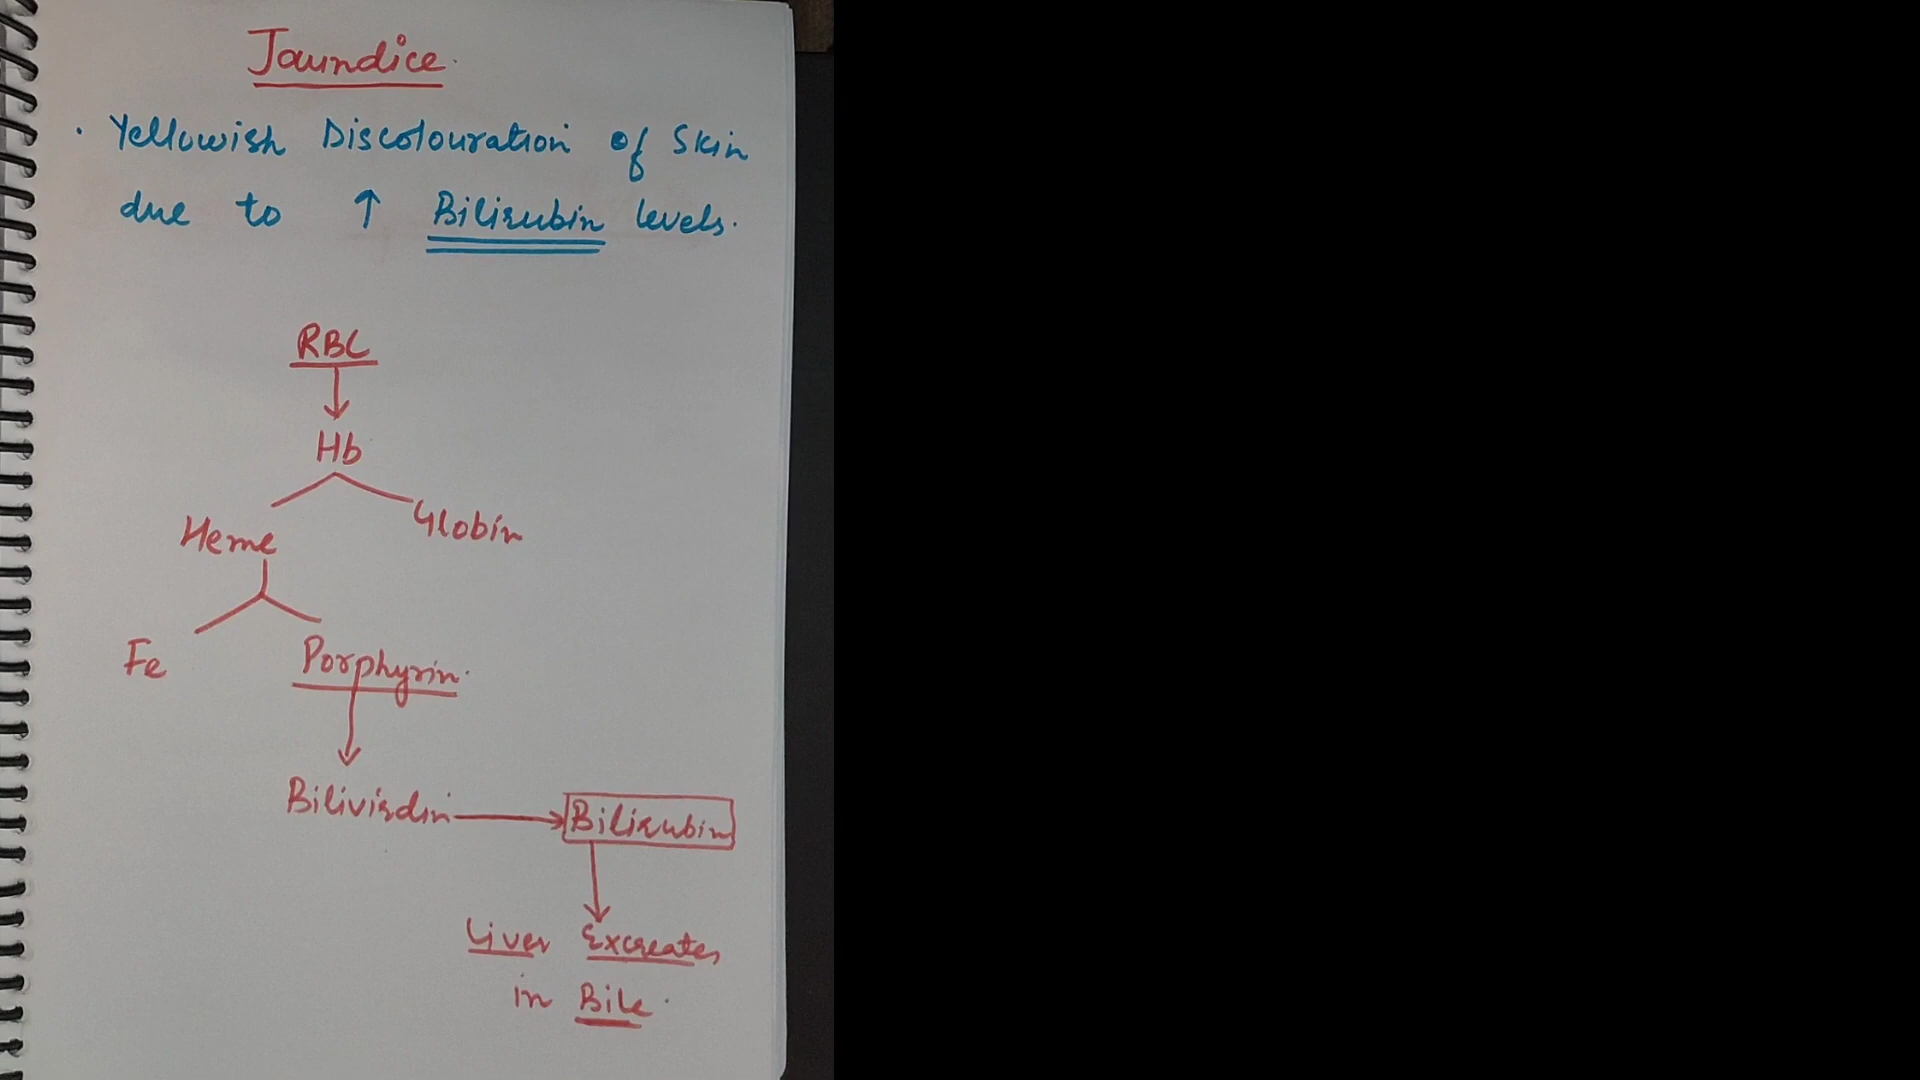 Jaundice.
· Yellowish Discolouration of Skin
due to ↑ Bilirubin levels.
RBC
Hb
Heme
Globin
Fe
Porphyrin.
Bilivirdin
Bilirubin
Liver Excreates
in Bile.